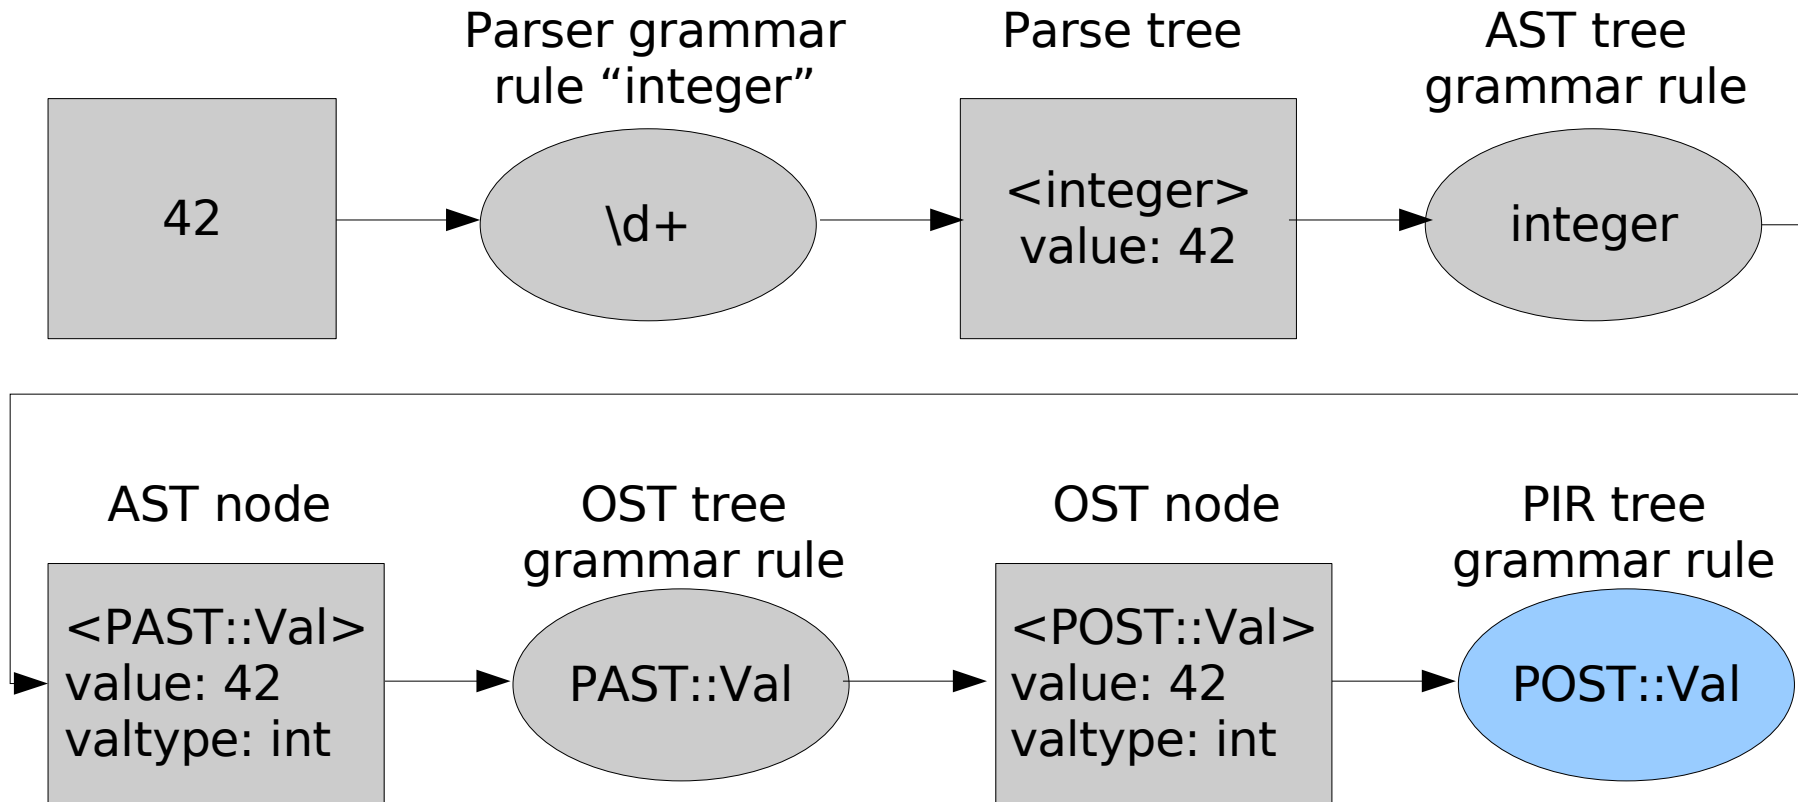 Parser grammar
rule “integer”
Parse tree
AST tree
grammar rule
42
\d+
<integer>
value: 42
integer
AST node
OST tree
grammar rule
OST node
PIR tree
grammar rule
<PAST::Val>
value: 42
valtype: int
PAST::Val
<POST::Val>
value: 42
valtype: int
POST::Val